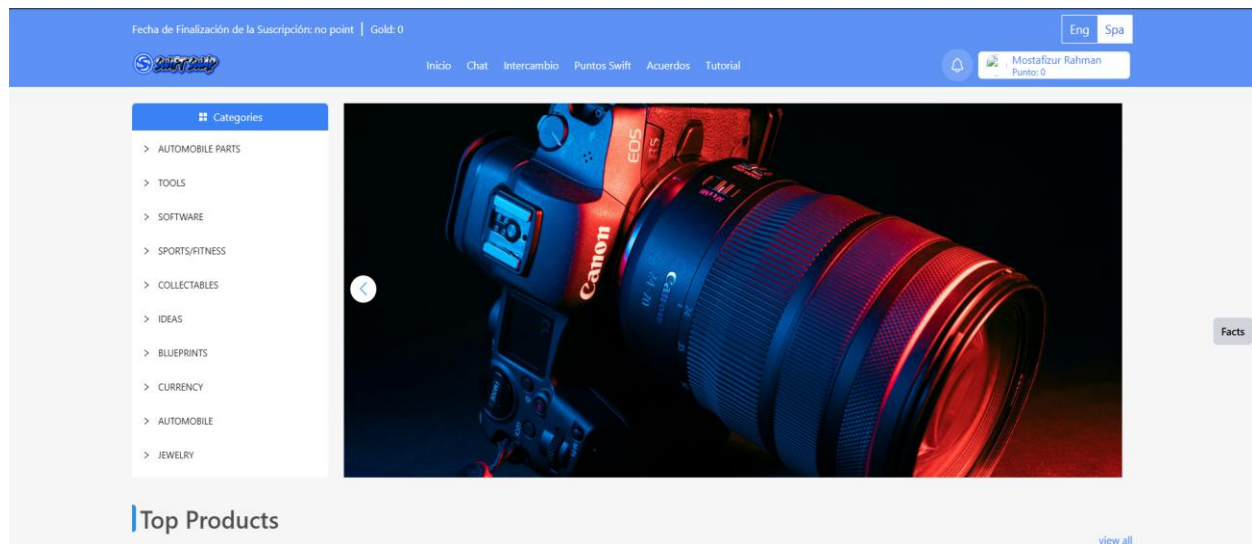 Fecha de Finalización de la Suscripción: no point | Gold: 0
Eng Spa
Inicio Chat Intercambio Puntos Swift Acuerdos Tutorial
Mostafizur Rahman
Punto: 0
Categories
AUTOMOBILE PARTS
TOOLS
SOFTWARE
SPORTS/FITNESS
COLLECTABLES
IDEAS
BLUEPRINTS
CURRENCY
AUTOMOBILE
JEWELRY
EOS
Canon
Canon
Facts
Top Products
view all